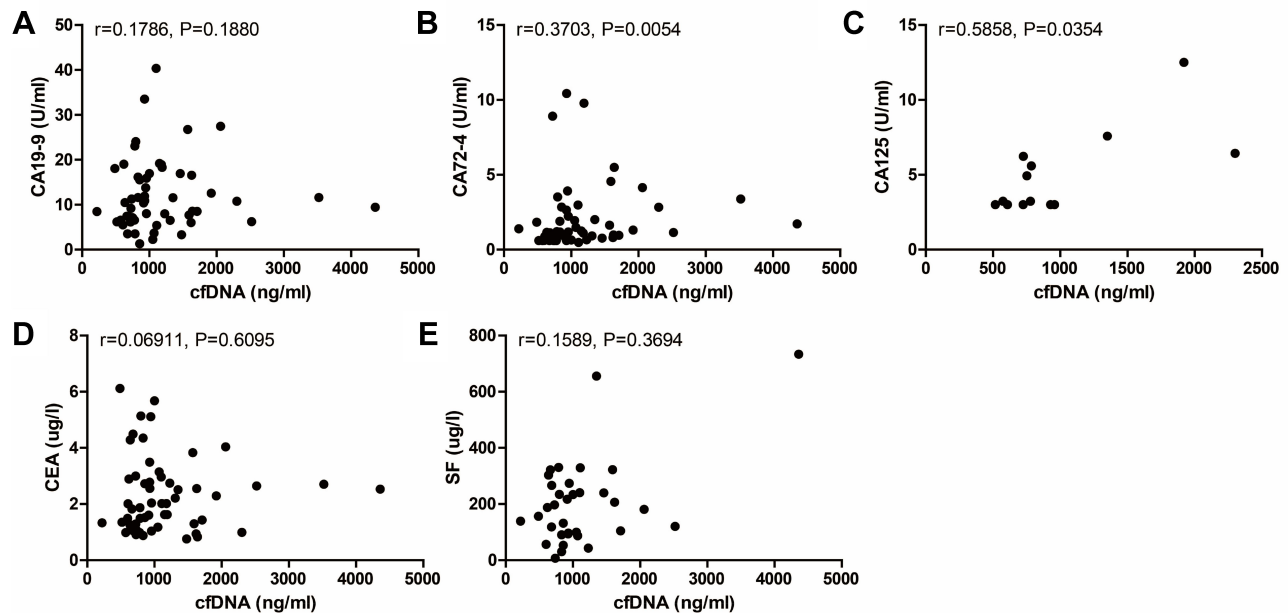 A
r=0.1786, P=0.1880
CA19-9 (U/ml)
50
40
30
20
10
0
0 1000 2000 3000 4000 5000
cfDNA (ng/ml)
B
r=0.3703, P=0.0054
CA72-4 (U/ml)
15
10
5
0
0 1000 2000 3000 4000 5000
cfDNA (ng/ml)
C
r=0.5858, P=0.0354
CA125 (U/ml)
15
10
5
0
0 500 1000 1500 2000 2500
cfDNA (ng/ml)
D
r=0.06911, P=0.6095
CEA (ug/l)
8
6
4
2
0
0 1000 2000 3000 4000 5000
cfDNA (ng/ml)
E
r=0.1589, P=0.3694
SF (ug/l)
800
600
400
200
0
0 1000 2000 3000 4000 5000
cfDNA (ng/ml)